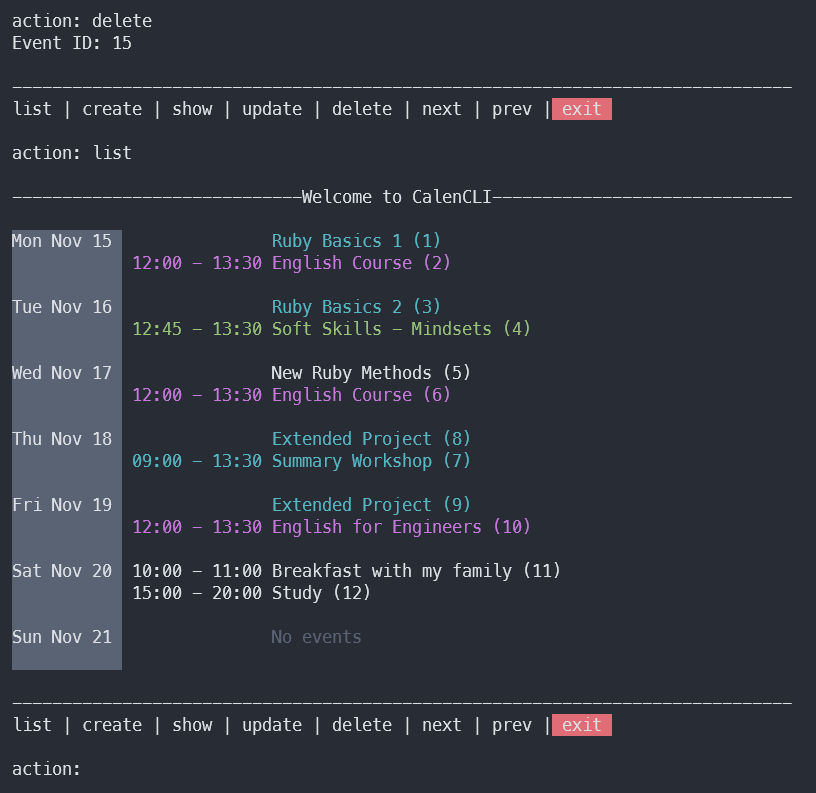 action: delete
Event ID: 15
------------------------------------------------------------------------------
list | create | show | update | delete | next | prev | exit
action: list
-----------------------------Welcome to CalenCLI------------------------------
Mon Nov 15                Ruby Basics 1 (1)
            12:00 - 13:30 English Course (2)
Tue Nov 16                Ruby Basics 2 (3)
            12:45 - 13:30 Soft Skills - Mindsets (4)
Wed Nov 17                New Ruby Methods (5)
            12:00 - 13:30 English Course (6)
Thu Nov 18                Extended Project (8)
            09:00 - 13:30 Summary Workshop (7)
Fri Nov 19                Extended Project (9)
            12:00 - 13:30 English for Engineers (10)
Sat Nov 20  10:00 - 11:00 Breakfast with my family (11)
            15:00 - 20:00 Study (12)
Sun Nov 21                No events
------------------------------------------------------------------------------
list | create | show | update | delete | next | prev | exit
action: